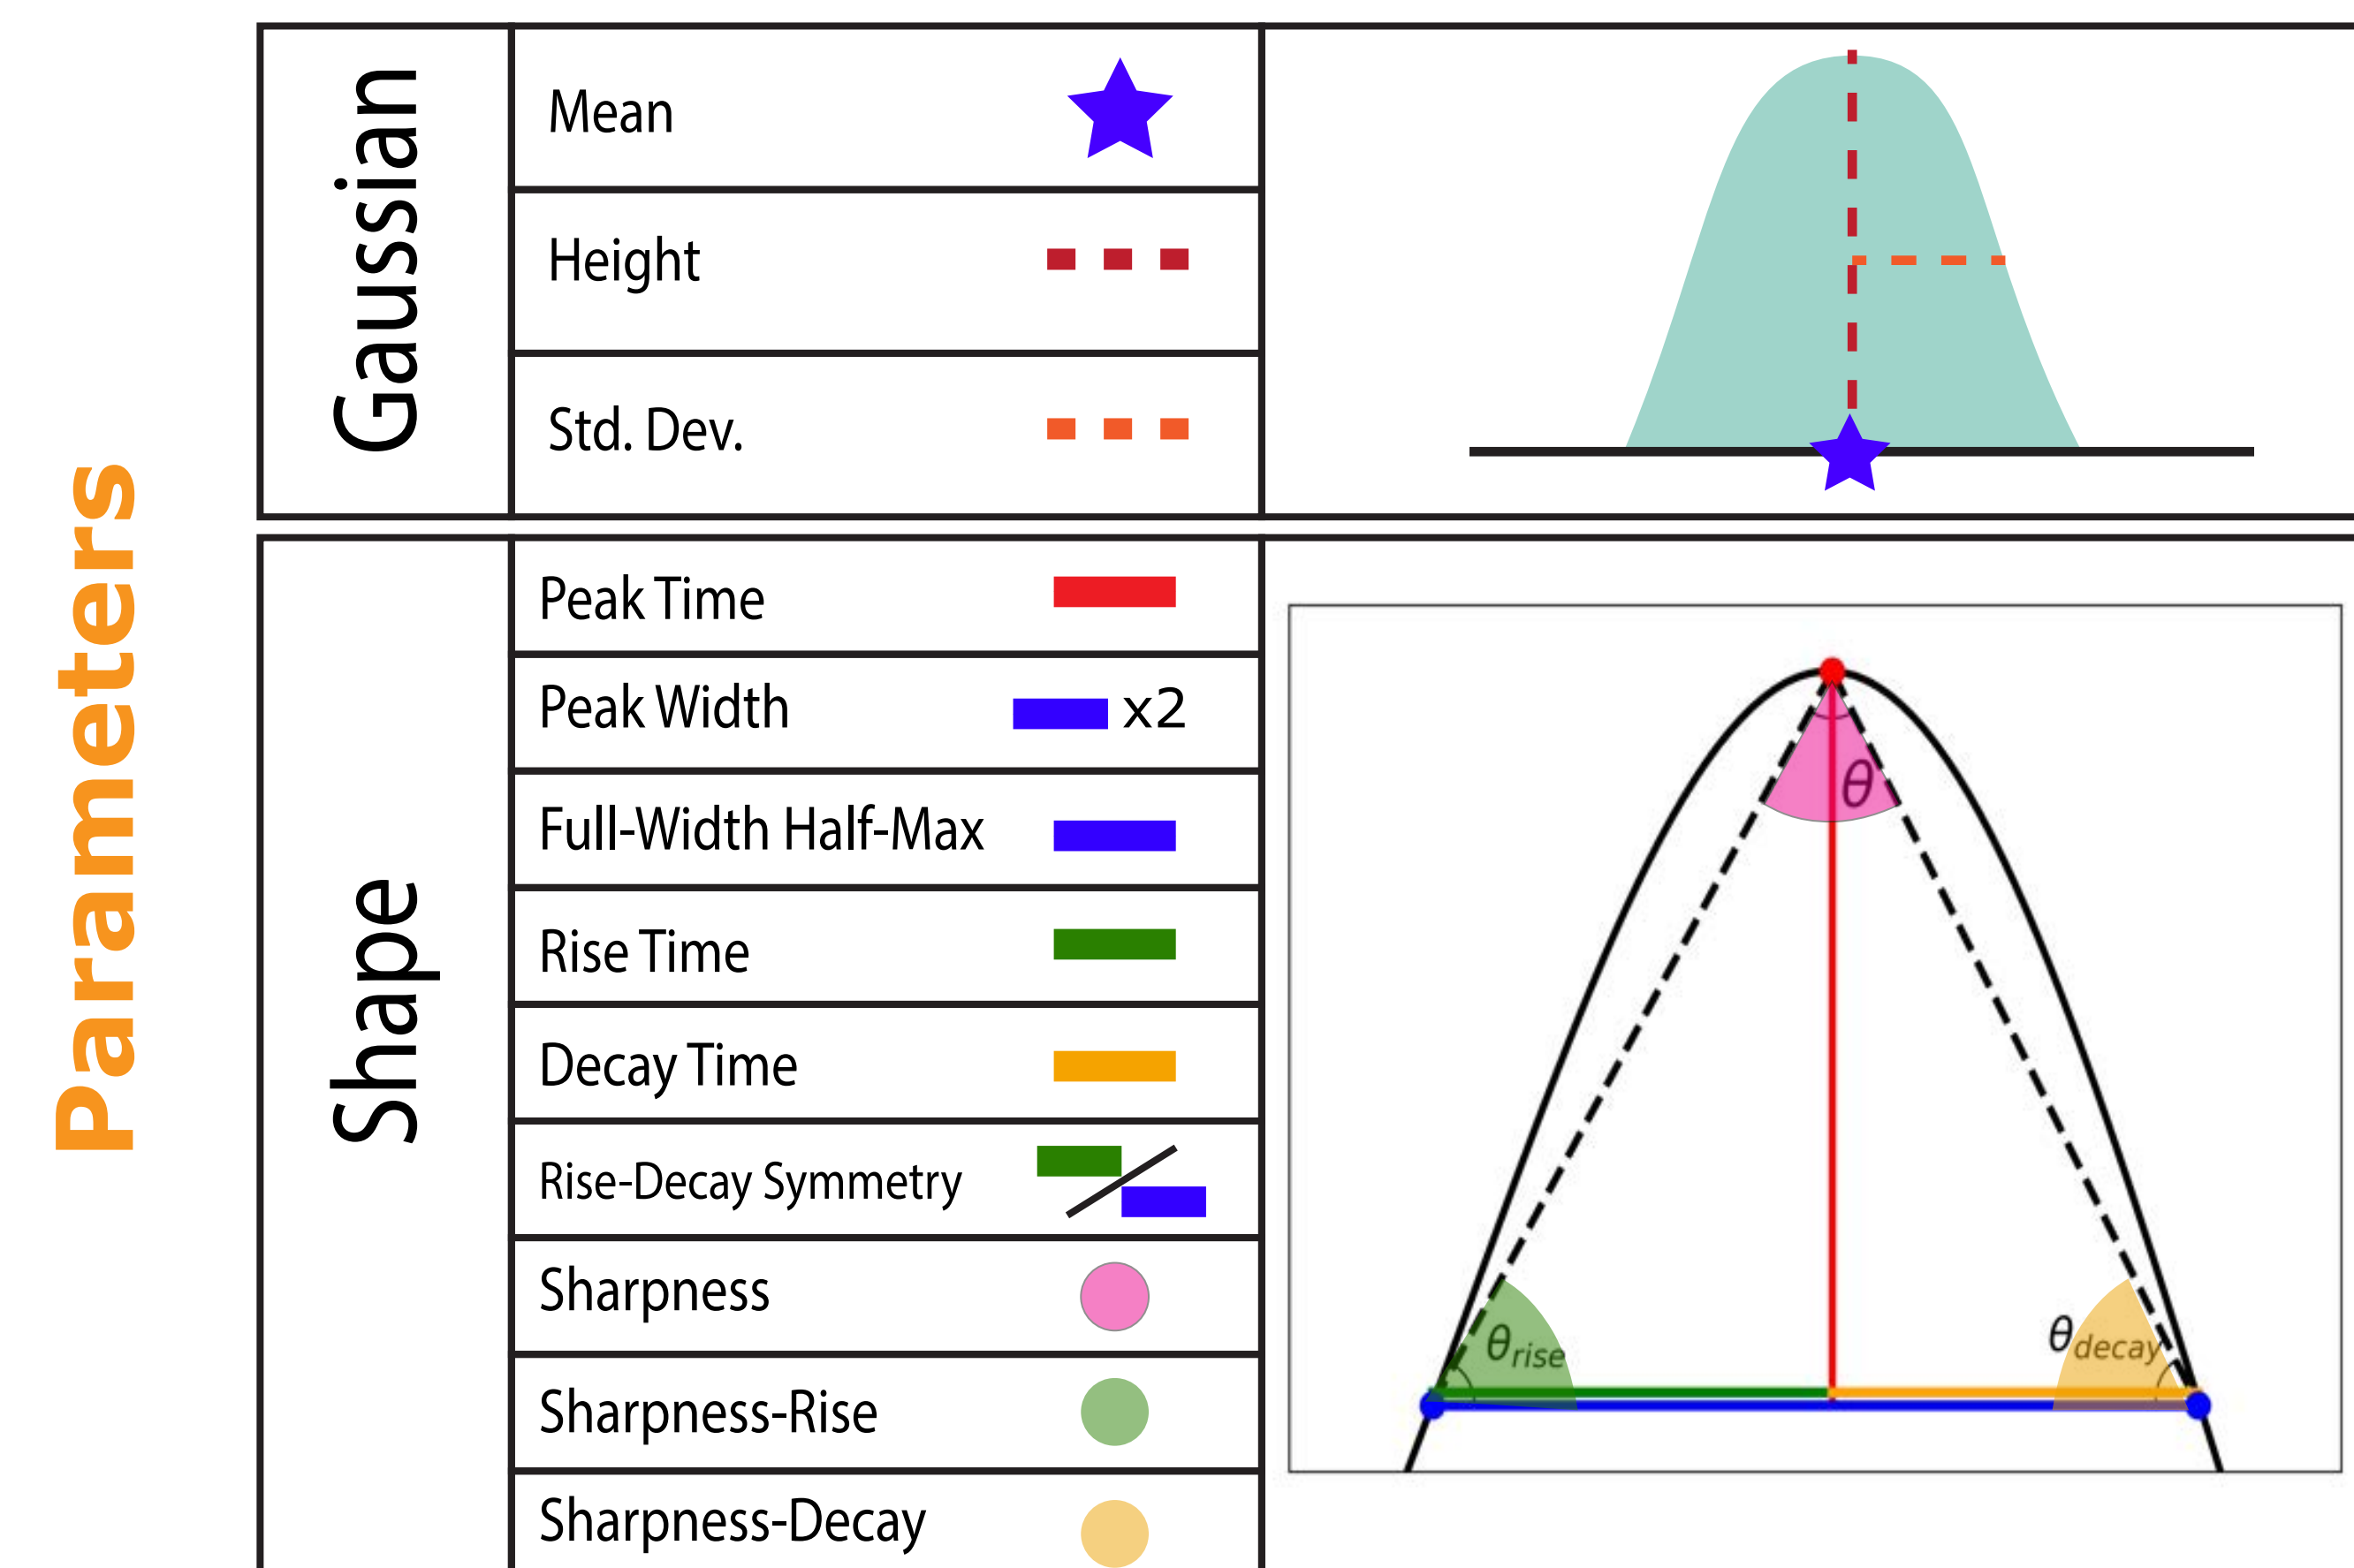 Parameters
Gaussian
Mean
Height
Std. Dev.
Shape
Peak Time
Peak Width x2
Full-Width Half-Max
Rise Time
Decay Time
Rise-Decay Symmetry
Sharpness
Sharpness-Rise
Sharpness-Decay
θ
θrise
θdecay